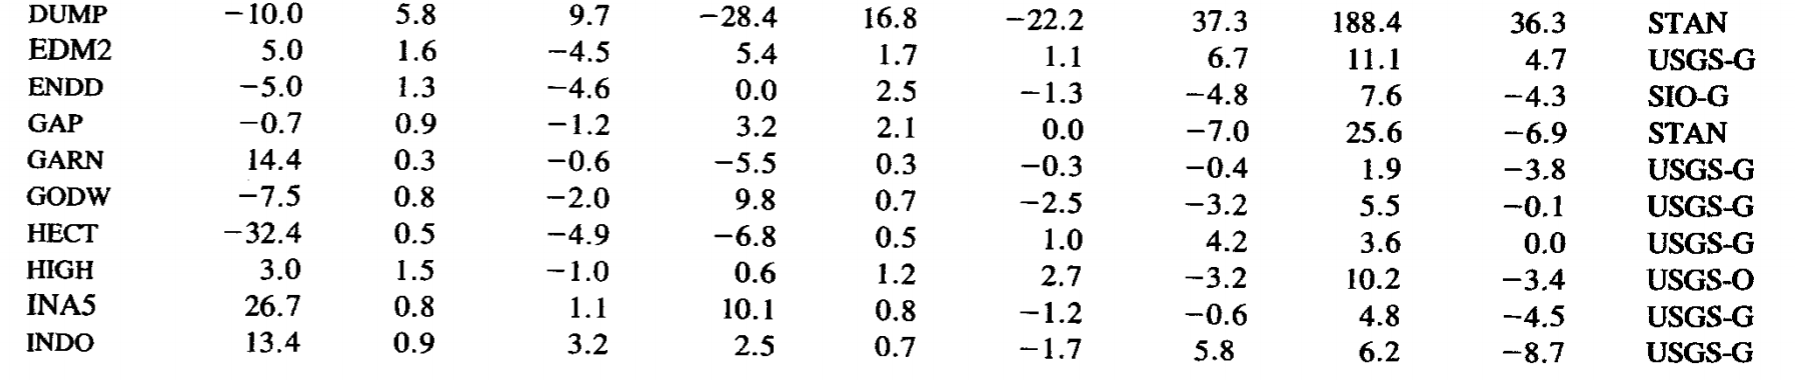 DUMP −10.0 5.8 9.7 −28.4 16.8 −22.2 37.3 188.4 36.3 STAN
EDM2 5.0 1.6 −4.5 5.4 1.7 1.1 6.7 11.1 4.7 USGS-G
ENDD −5.0 1.3 −4.6 0.0 2.5 −1.3 −4.8 7.6 −4.3 SIO-G
GAP −0.7 0.9 −1.2 3.2 2.1 0.0 −7.0 25.6 −6.9 STAN
GARN 14.4 0.3 −0.6 −5.5 0.3 −0.3 −0.4 1.9 −3.8 USGS-G
GODW −7.5 0.8 −2.0 9.8 0.7 −2.5 −3.2 5.5 −0.1 USGS-G
HECT −32.4 0.5 −4.9 −6.8 0.5 1.0 4.2 3.6 0.0 USGS-G
HIGH 3.0 1.5 −1.0 0.6 1.2 2.7 −3.2 10.2 −3.4 USGS-O
INA5 26.7 0.8 1.1 10.1 0.8 −1.2 −0.6 4.8 −4.5 USGS-G
INDO 13.4 0.9 3.2 2.5 0.7 −1.7 5.8 6.2 −8.7 USGS-G